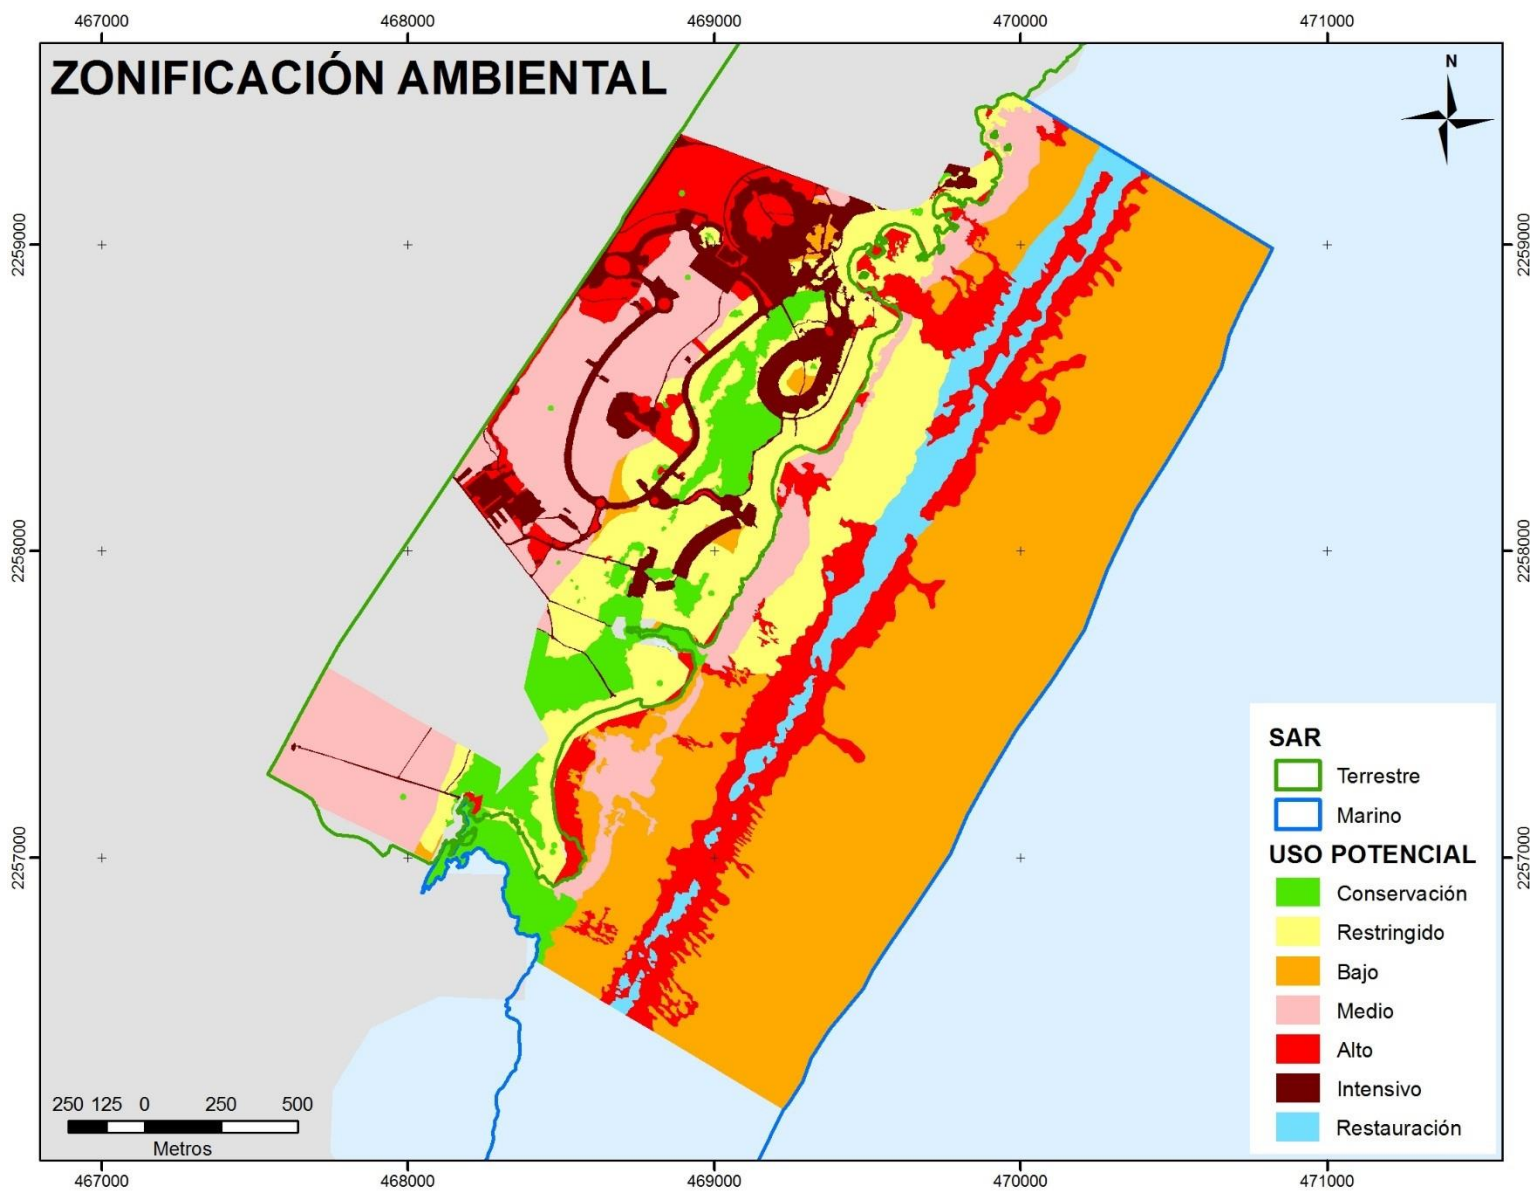 467000 468000 469000 470000 471000
ZONIFICACIÓN AMBIENTAL
N
2259000 2259000
2258000 2258000
2257000 2257000
SAR
Terrestre
Marino
USO POTENCIAL
Conservación
Restringido
Bajo
Medio
Alto
Intensivo
Restauración
250 125 0 250 500
Metros
467000 468000 469000 470000 471000